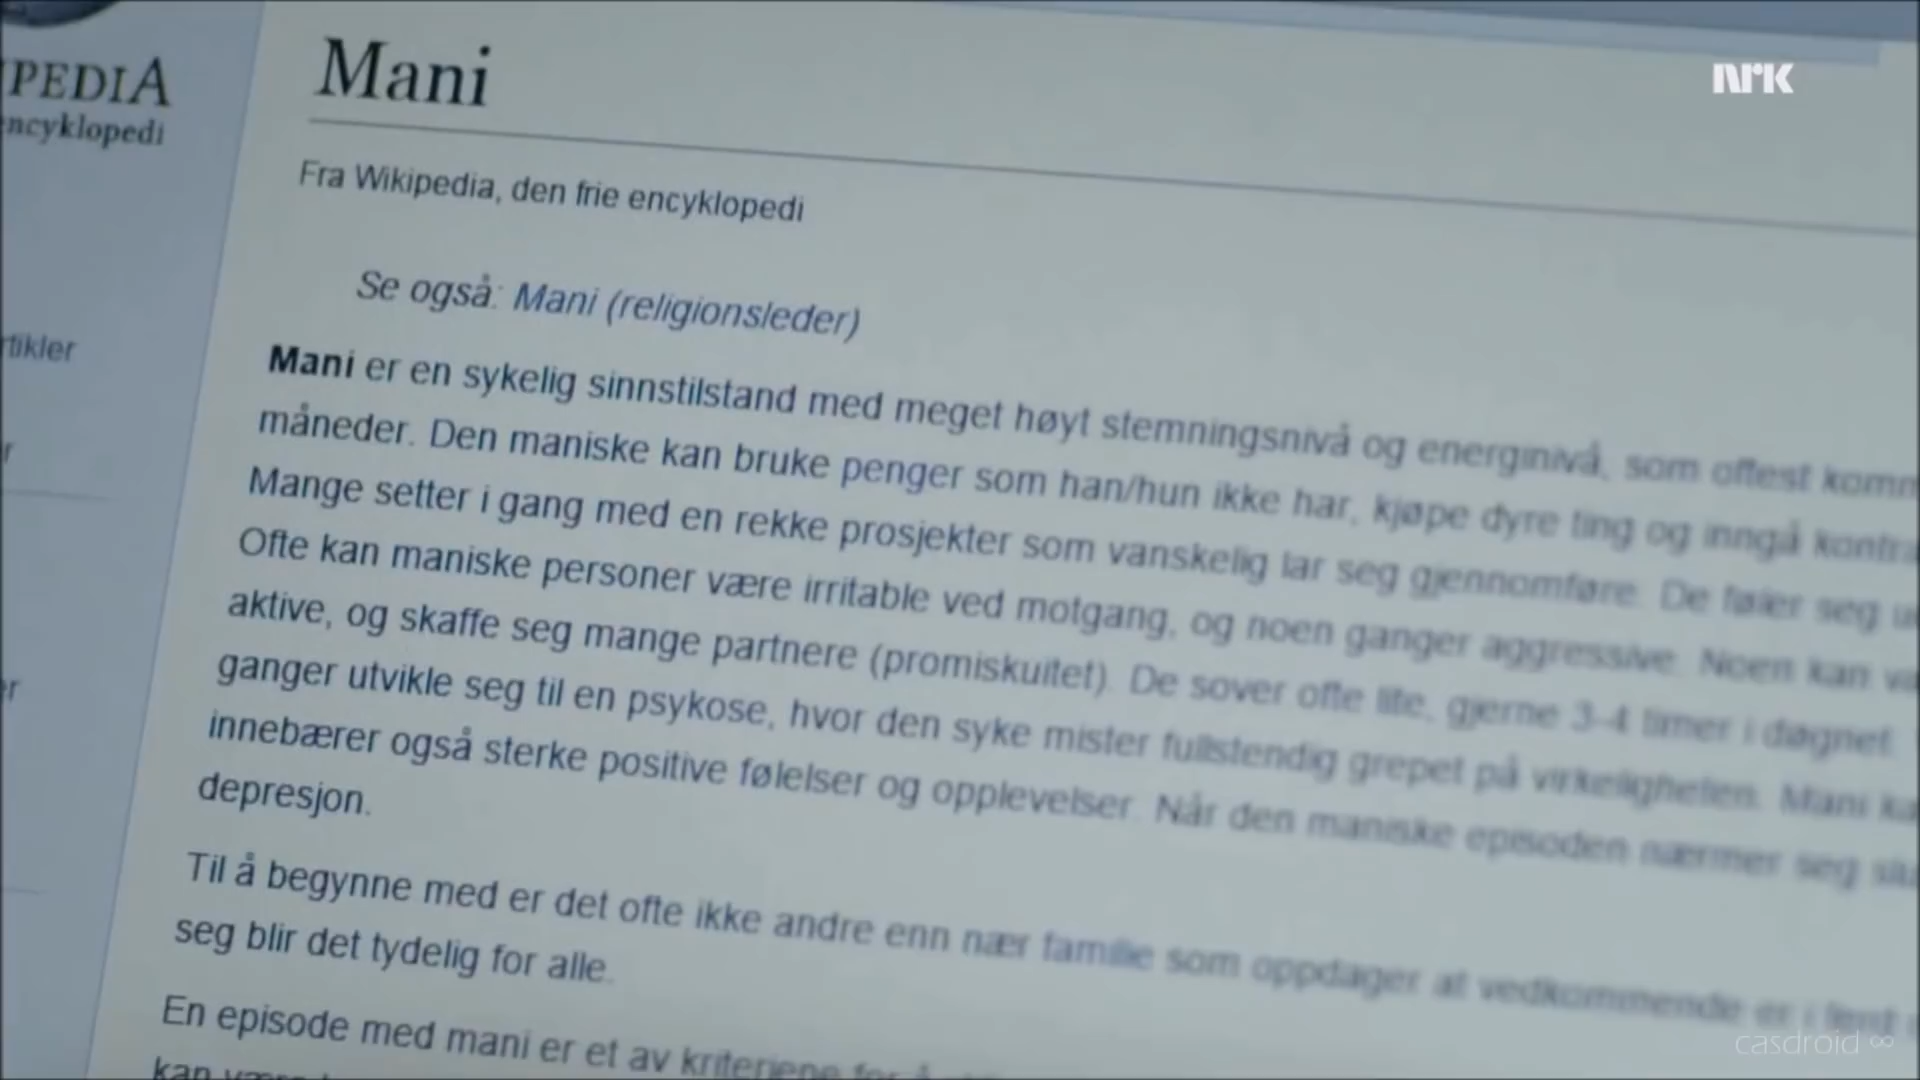 Mani
nrk
PEDIA
ncyklopedi
Fra Wikipedia, den frie encyklopedi
Se også: Mani (religionsleder)
rtikler
Mani er en sykelig sinnstilstand med meget høyt stemningsnivå og energinivå, som oftest komm
måneder. Den maniske kan bruke penger som han/hun ikke har, kjøpe dyre ting og inngå kontra
Mange setter i gang med en rekke prosjekter som vanskelig lar seg gjennomføre. De føler seg
Ofte kan maniske personer være irritable ved motgang, og noen ganger aggressive. Noen kan
aktive, og skaffe seg mange partnere (promiskuitet). De sover ofte lite, gjerne 3-4 timer i døgnet.
ganger utvikle seg til en psykose, hvor den syke mister fullstendig grepet på virkeligheten. Mani
innebærer også sterke positive følelser og opplevelser. Når den maniske episoden nærmer seg
depresjon.
Til å begynne med er det ofte ikke andre enn nær familie som oppdager at vedkommende er i
seg blir det tydelig for alle.
En episode med mani er et av kriteriene for å
kan være
casdroid ∞